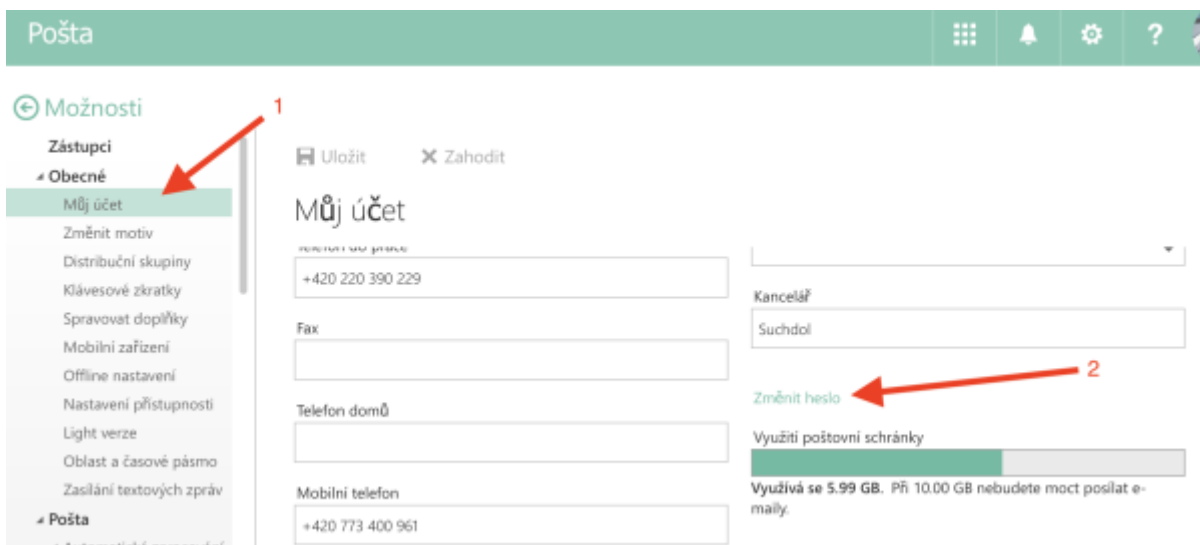 Pošta
?
Možnosti
1
Zástupci
Obecné
Můj účet
Změnit motiv
Distribuční skupiny
Klávesové zkratky
Spravovat doplňky
Mobilní zařízení
Offline nastavení
Nastavení přístupnosti
Light verze
Oblast a časové pásmo
Zasílání textových zpráv
Pošta
Uložit
Zahodit
Můj účet
Telefon do práce
+420 220 390 229
Fax
Telefon domů
Mobilní telefon
+420 773 400 961
Kancelář
Suchdol
2
Změnit heslo
Využití poštovní schránky
Využívá se 5.99 GB. Při 10.00 GB nebudete moct posílat e-
maily.